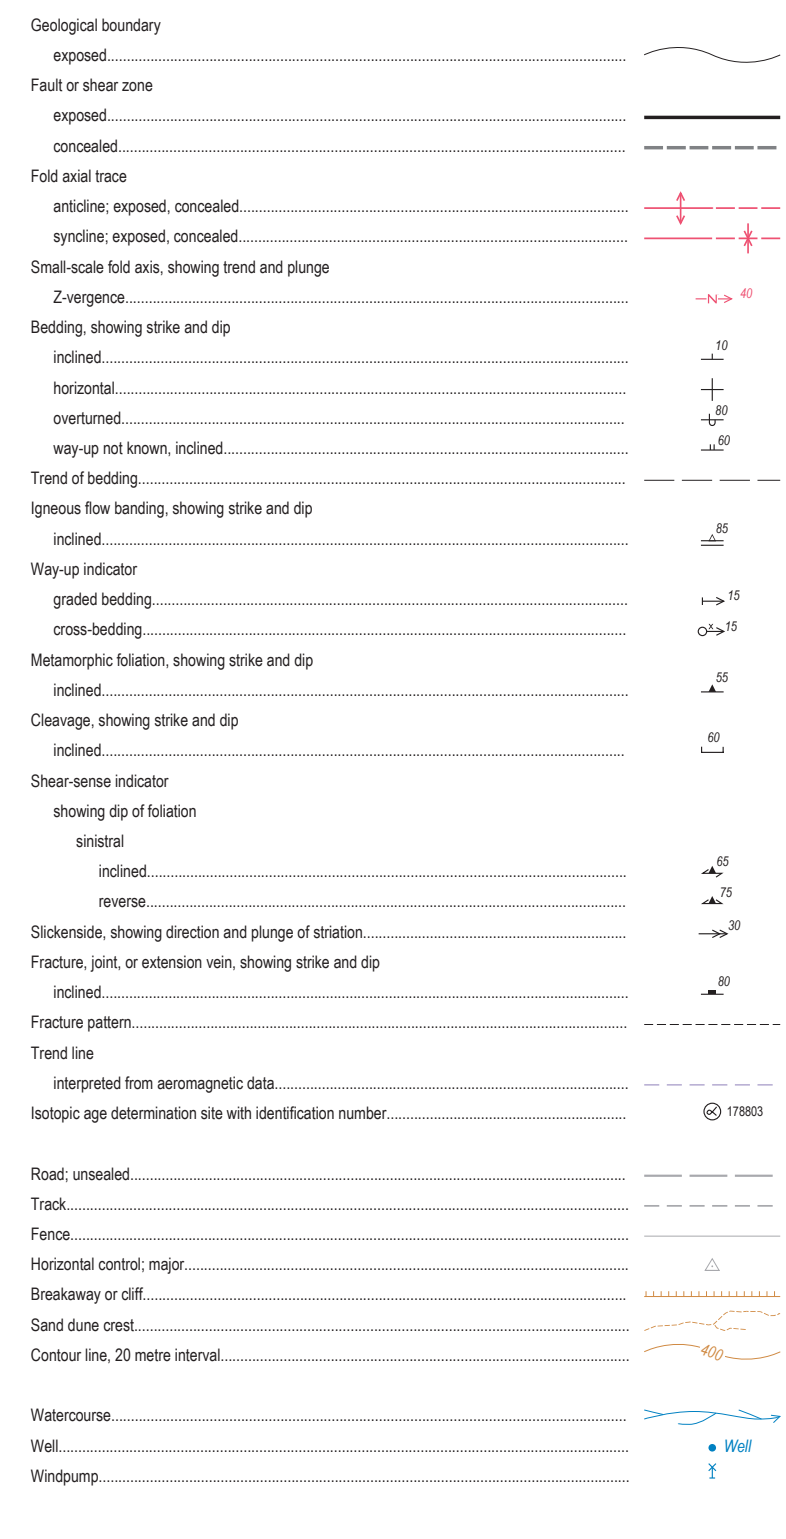 Geological boundary
exposed
Fault or shear zone
exposed
concealed
Fold axial trace
anticline; exposed, concealed
syncline; exposed, concealed
Small-scale fold axis, showing trend and plunge
Z-vergence N 40
Bedding, showing strike and dip
inclined 10
horizontal
overturned 80
way-up not known, inclined 60
Trend of bedding
Igneous flow banding, showing strike and dip
inclined 85
Way-up indicator
graded bedding 15
cross-bedding x 15
Metamorphic foliation, showing strike and dip
inclined 55
Cleavage, showing strike and dip
inclined 60
Shear-sense indicator
showing dip of foliation
sinistral
inclined 65
reverse 75
Slickenside, showing direction and plunge of striation 30
Fracture, joint, or extension vein, showing strike and dip
inclined 80
Fracture pattern
Trend line
interpreted from aeromagnetic data
Isotopic age determination site with identification number 178803
Road; unsealed
Track
Fence
Horizontal control; major
Breakaway or cliff
Sand dune crest
Contour line, 20 metre interval 400
Watercourse
Well Well
Windpump